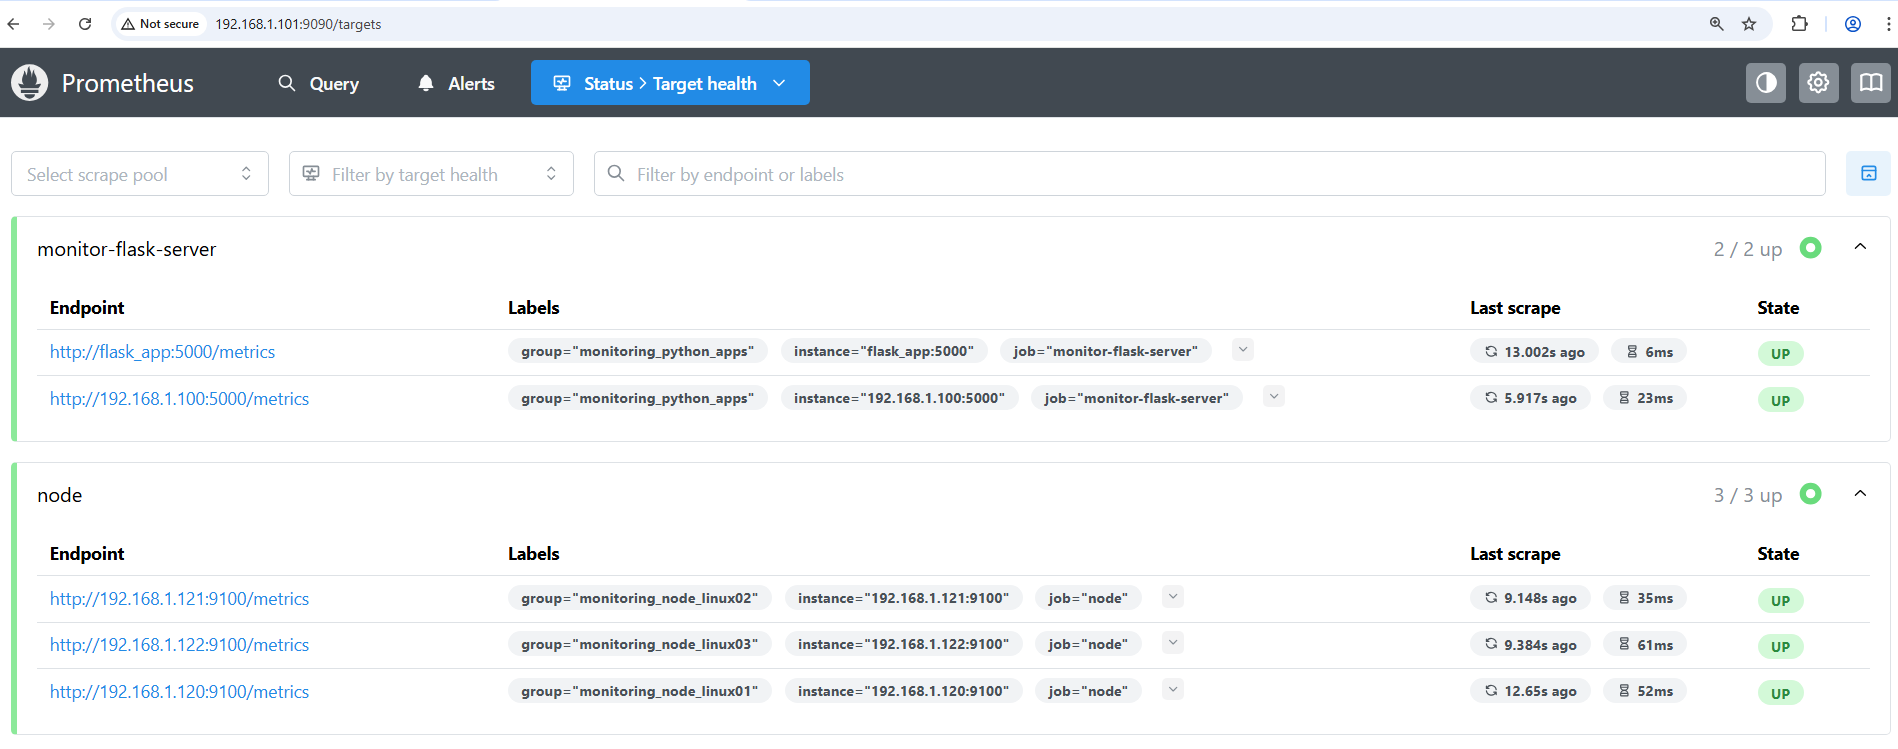 Not secure 192.168.1.101:9090/targets
Prometheus Query Alerts Status > Target health
Select scrape pool Filter by target health Filter by endpoint or labels
monitor-flask-server 2 / 2 up
Endpoint Labels Last scrape State
http://flask_app:5000/metrics group="monitoring_python_apps" instance="flask_app:5000" job="monitor-flask-server" 13.002s ago 6ms UP
http://192.168.1.100:5000/metrics group="monitoring_python_apps" instance="192.168.1.100:5000" job="monitor-flask-server" 5.917s ago 23ms UP
node 3 / 3 up
Endpoint Labels Last scrape State
http://192.168.1.121:9100/metrics group="monitoring_node_linux02" instance="192.168.1.121:9100" job="node" 9.148s ago 35ms UP
http://192.168.1.122:9100/metrics group="monitoring_node_linux03" instance="192.168.1.122:9100" job="node" 9.384s ago 61ms UP
http://192.168.1.120:9100/metrics group="monitoring_node_linux01" instance="192.168.1.120:9100" job="node" 12.65s ago 52ms UP